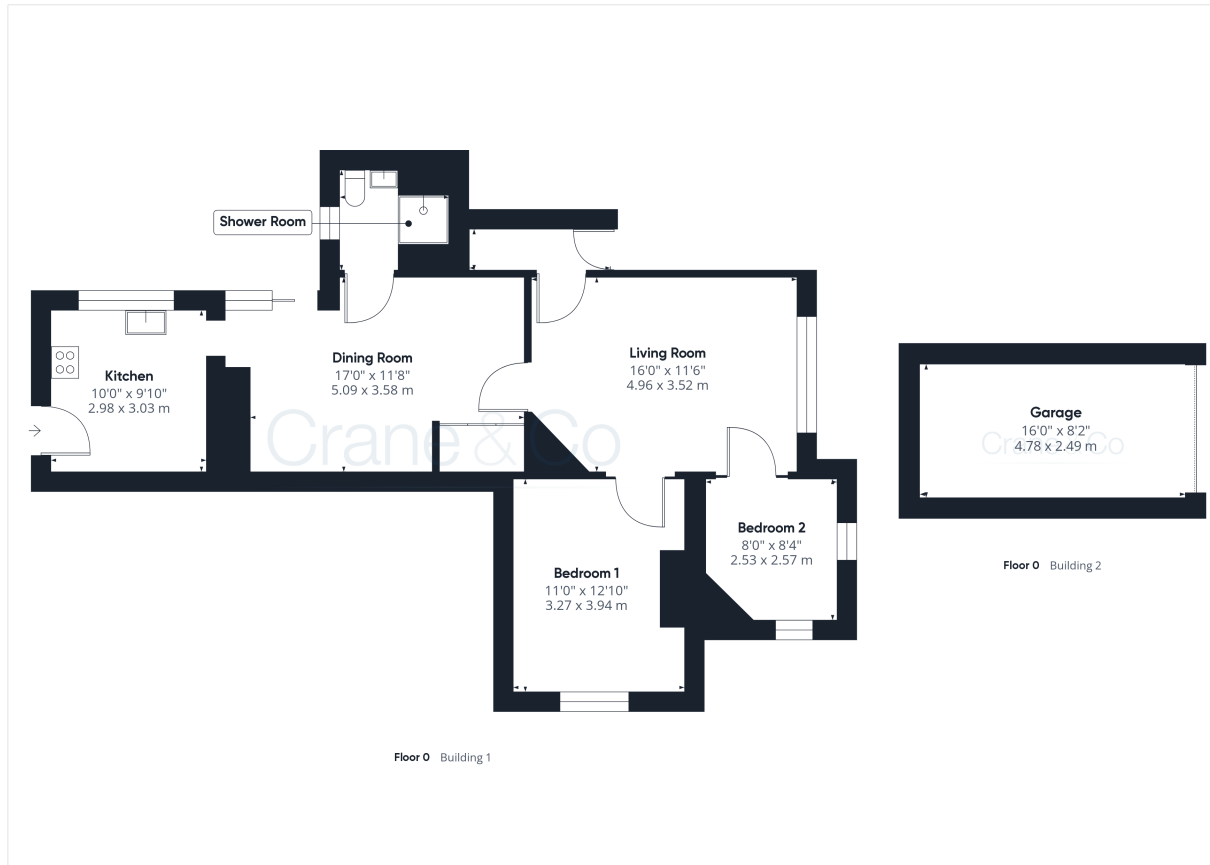 Shower Room
Kitchen
10'0" x 9'10"
2.98 x 3.03 m
Dining Room
17'0" x 11'8"
5.09 x 3.58 m
Living Room
16'0" x 11'6"
4.96 x 3.52 m
Crane & Co
Bedroom 1
11'0" x 12'10"
3.27 x 3.94 m
Bedroom 2
8'0" x 8'4"
2.53 x 2.57 m
Garage
16'0" x 8'2"
4.78 x 2.49 m
Crane & Co
Floor 0 Building 2
Floor 0 Building 1